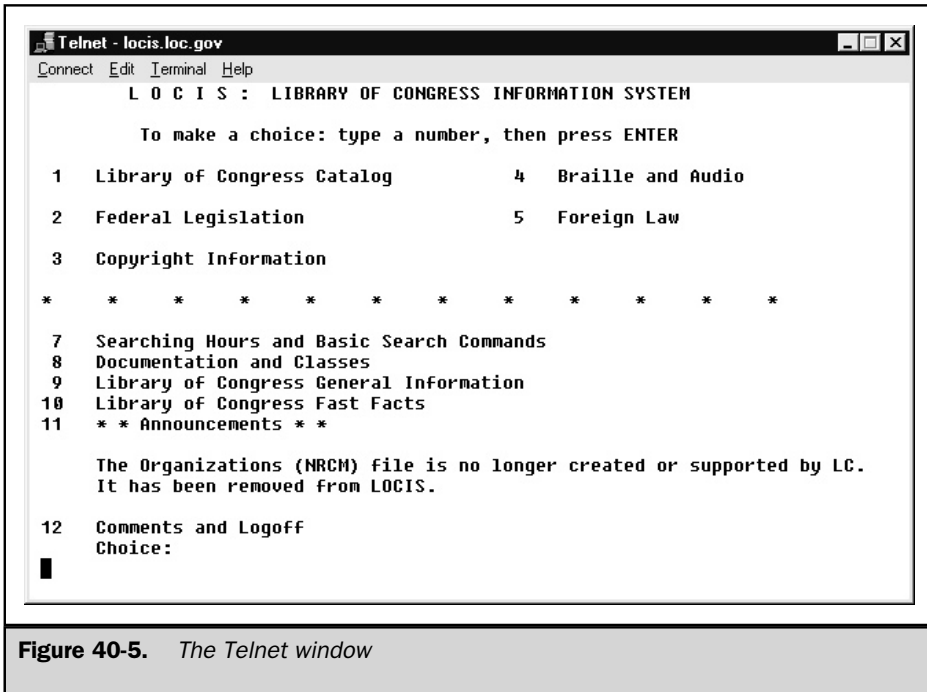 Telnet - locis.loc.gov
Connect Edit Terminal Help
L O C I S : LIBRARY OF CONGRESS INFORMATION SYSTEM
To make a choice: type a number, then press ENTER
1 Library of Congress Catalog 4 Braille and Audio
2 Federal Legislation 5 Foreign Law
3 Copyright Information
* * * * * * * * * * * *
7 Searching Hours and Basic Search Commands
8 Documentation and Classes
9 Library of Congress General Information
10 Library of Congress Fast Facts
11 * * Announcements * *
The Organizations (NRCM) file is no longer created or supported by LC.
It has been removed from LOCIS.
12 Comments and Logoff
Choice:
Figure 40-5. The Telnet window